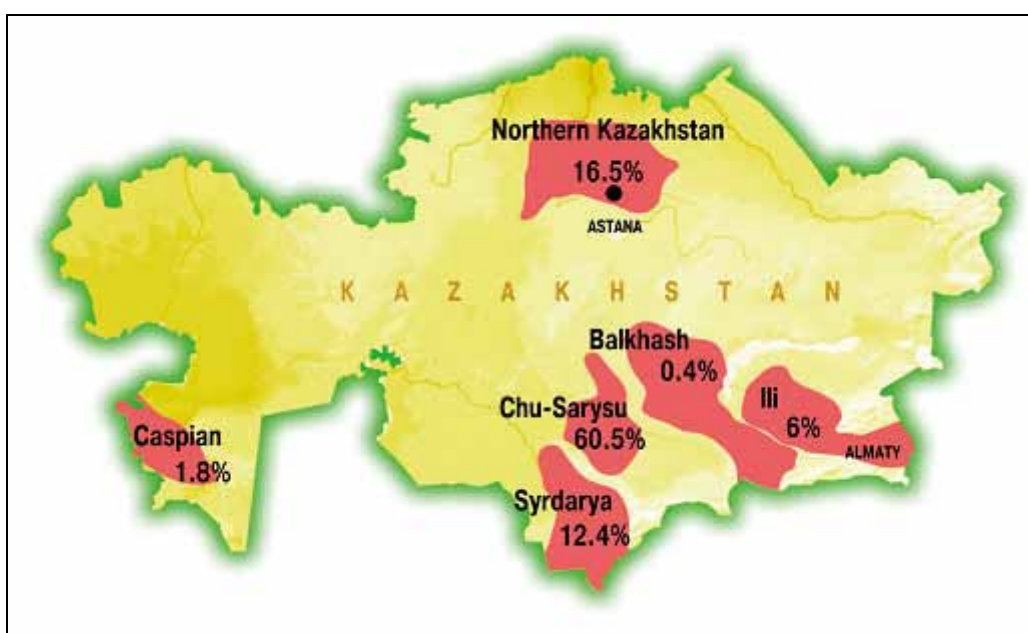 Northern Kazakhstan
16.5%
ASTANA
K A Z A K H S T A N
Balkhash
0.4%
Ili
6%
ALMATY
Chu-Sarysu
60.5%
Caspian
1.8%
Syrdarya
12.4%